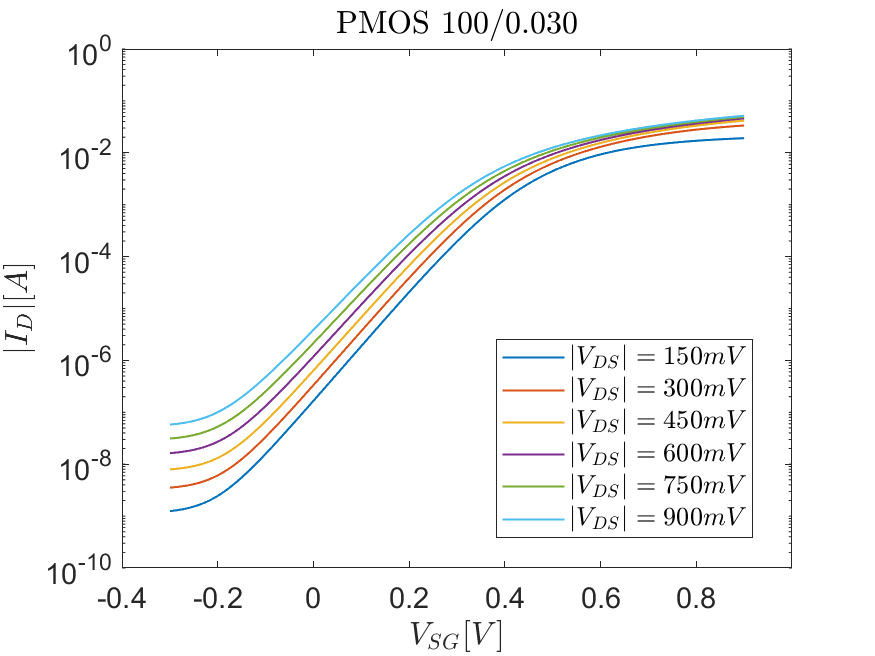 PMOS 100/0.030
10^0
10^-2
10^-4
10^-6
10^-8
10^-10
|I_D|[A]
|V_DS| = 150mV
|V_DS| = 300mV
|V_DS| = 450mV
|V_DS| = 600mV
|V_DS| = 750mV
|V_DS| = 900mV
-0.4 -0.2 0 0.2 0.4 0.6 0.8
V_SG[V]